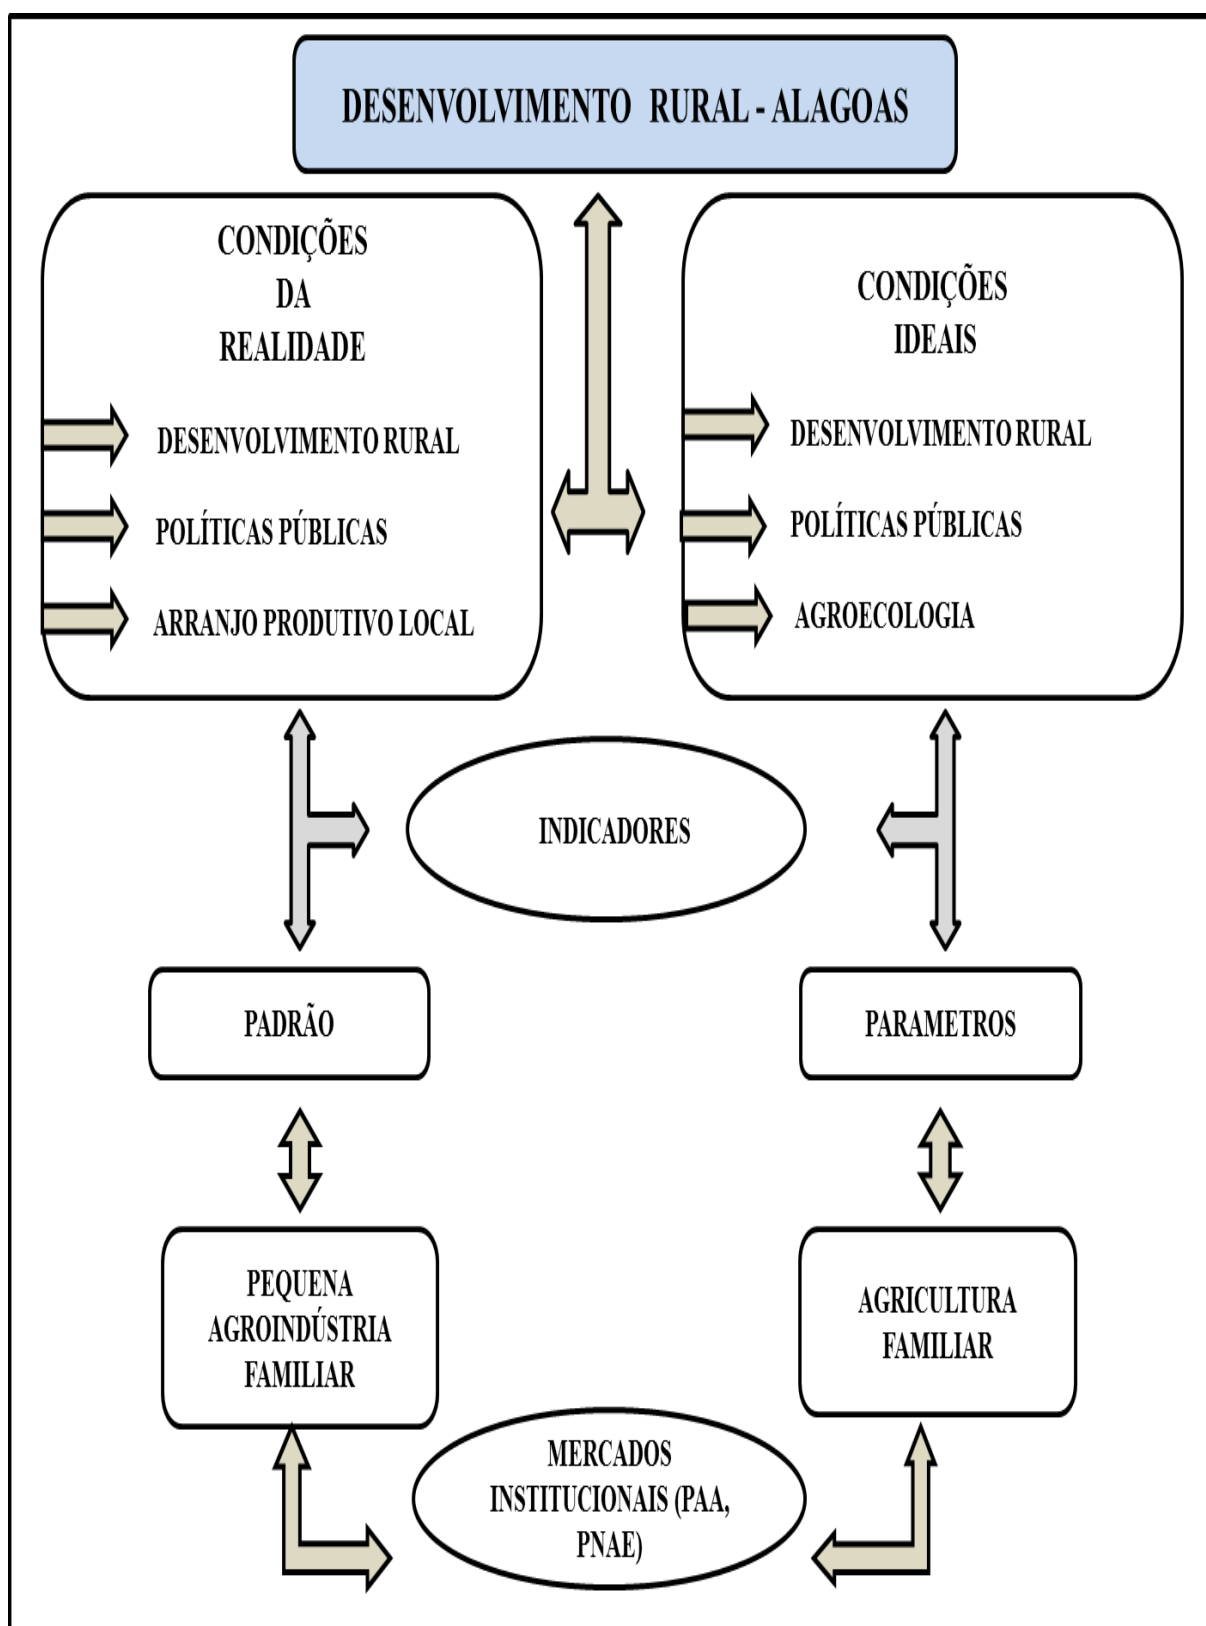 DESENVOLVIMENTO RURAL - ALAGOAS
CONDIÇÕES
DA
REALIDADE
DESENVOLVIMENTO RURAL
POLÍTICAS PÚBLICAS
ARRANJO PRODUTIVO LOCAL
CONDIÇÕES
IDEAIS
DESENVOLVIMENTO RURAL
POLÍTICAS PÚBLICAS
AGROECOLOGIA
INDICADORES
PADRÃO
PARAMETROS
PEQUENA
AGROINDÚSTRIA
FAMILIAR
AGRICULTURA
FAMILIAR
MERCADOS
INSTITUCIONAIS (PAA,
PNAE)